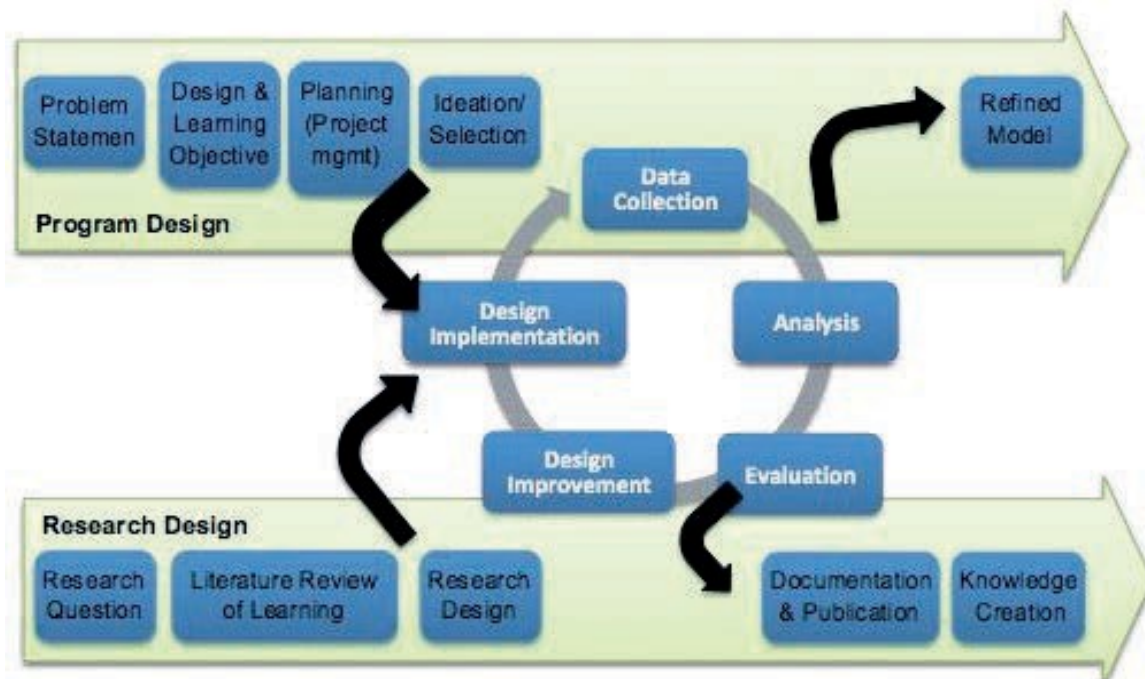 Problem
Statemen
Design &
Learning
Objective
Planning
(Project
mgmt)
Ideation/
Selection
Refined
Model
Program Design
Data
Collection
Design
Implementation
Analysis
Design
Improvement
Evaluation
Research Design
Research
Question
Literature Review
of Learning
Research
Design
Documentation
& Publication
Knowledge
Creation